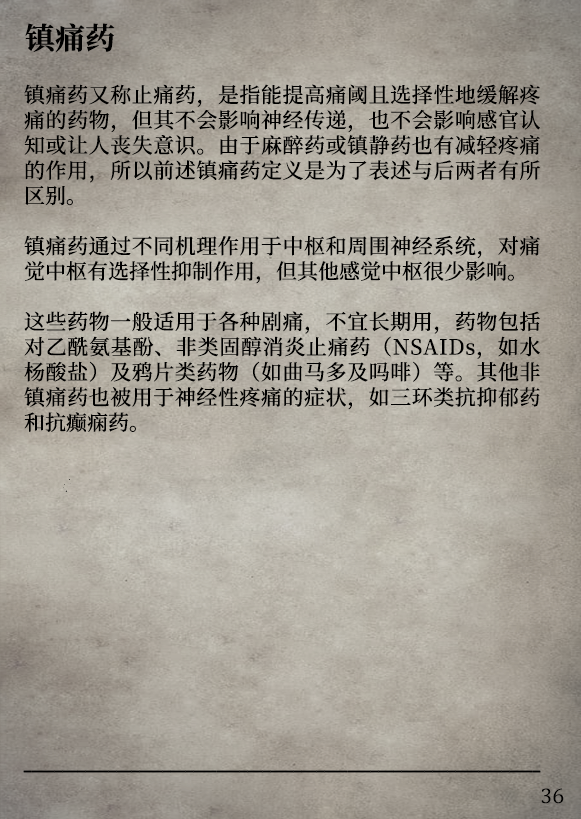 镇痛药
镇痛药又称止痛药，是指能提高痛阈且选择性地缓解疼
痛的药物，但其不会影响神经传递，也不会影响感官认
知或让人丧失意识。由于麻醉药或镇静药也有减轻疼痛
的作用，所以前述镇痛药定义是为了表述与后两者有所
区别。
镇痛药通过不同机理作用于中枢和周围神经系统，对痛
觉中枢有选择性抑制作用，但其他感觉中枢很少影响。
这些药物一般适用于各种剧痛，不宜长期用，药物包括
对乙酰氨基酚、非类固醇消炎止痛药（NSAIDs，如水
杨酸盐）及鸦片类药物（如曲马多及吗啡）等。其他非
镇痛药也被用于神经性疼痛的症状，如三环类抗抑郁药
和抗癫痫药。
36